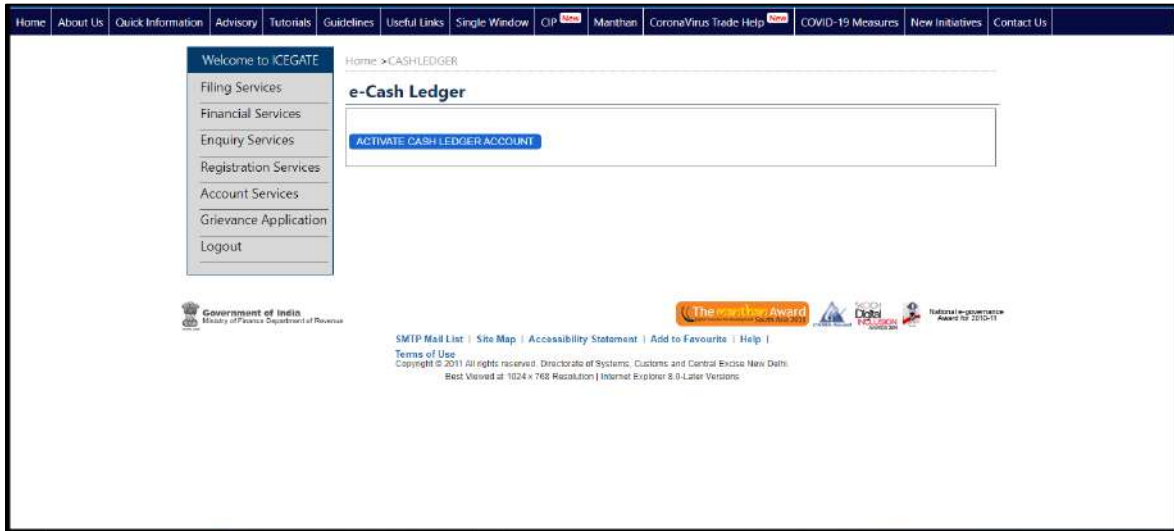 Home About Us Quick Information Advisory Tutorials Guidelines Useful Links Single Window CIP New Manthan CoronaVirus Trade Help New COVID-19 Measures New Initiatives Contact Us
Welcome to ICEGATE
Filing Services
Financial Services
Enquiry Services
Registration Services
Account Services
Grievance Application
Logout
Home >CASHLEDGER
e-Cash Ledger
ACTIVATE CASH LEDGER ACCOUNT
Government of India
Ministry of Finance Department of Revenue
The manthan Award
South Asia
Digital
INCLUSION
National e-governance
Award for 2010-11
SMTP Mail List | Site Map | Accessibility Statement | Add to Favourite | Help |
Terms of Use
Copyright © 2011 All rights reserved. Directorate of Systems, Customs and Central Excise New Delhi.
Best Viewed at 1024 x 768 Resolution | Internet Explorer 8.0-Later Versions